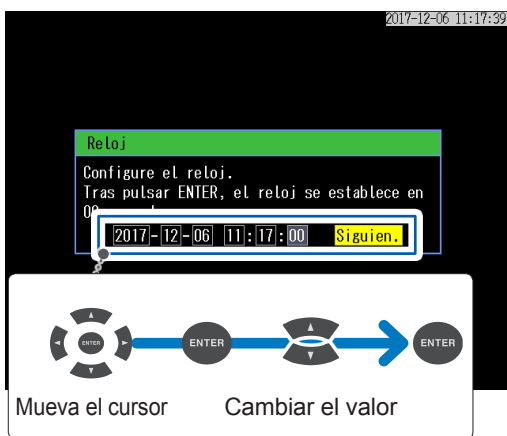 2017-12-06 11:17:39
Reloj
Configure el reloj.
Tras pulsar ENTER, el reloj se establece en
2017-12-06 11:17:00 Siguien.
ENTER ENTER ENTER
Mueva el cursor Cambiar el valor